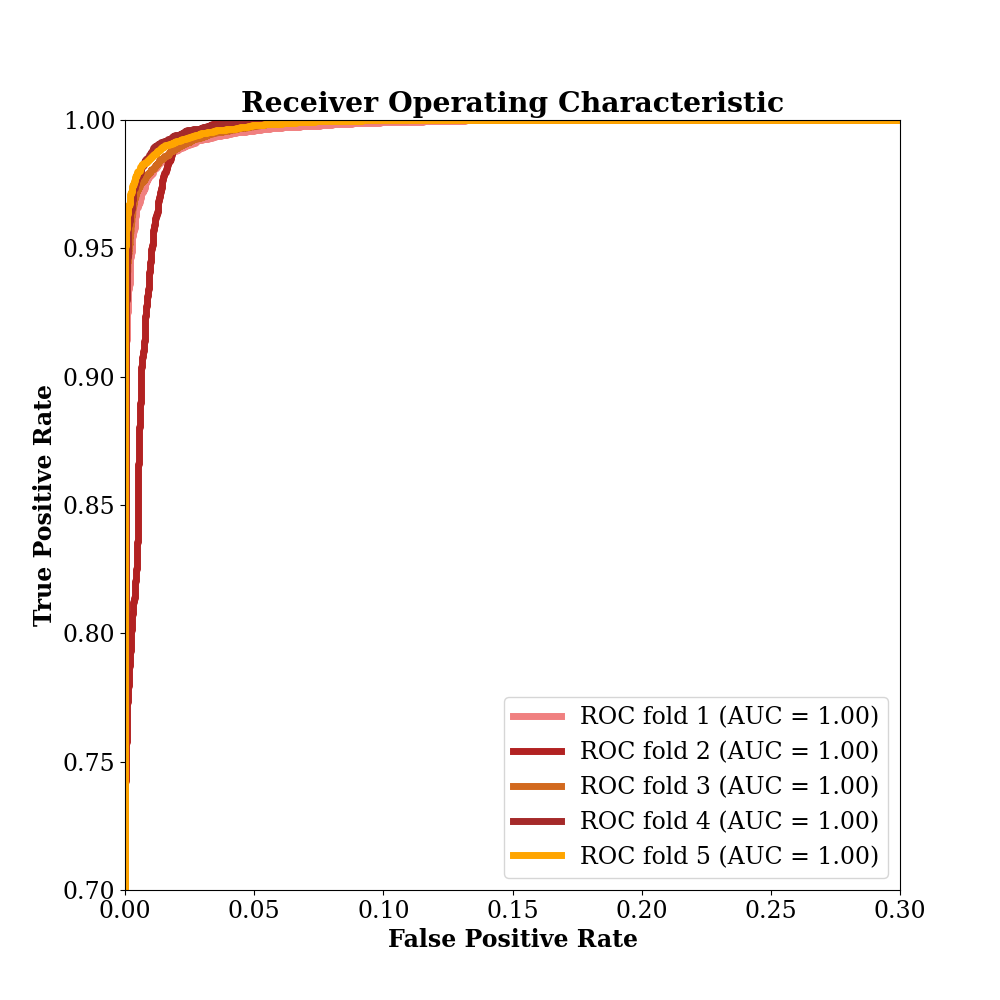 Receiver Operating Characteristic
True Positive Rate
1.00
0.95
0.90
0.85
0.80
0.75
0.70
ROC fold 1 (AUC = 1.00)
ROC fold 2 (AUC = 1.00)
ROC fold 3 (AUC = 1.00)
ROC fold 4 (AUC = 1.00)
ROC fold 5 (AUC = 1.00)
0.00 0.05 0.10 0.15 0.20 0.25 0.30
False Positive Rate